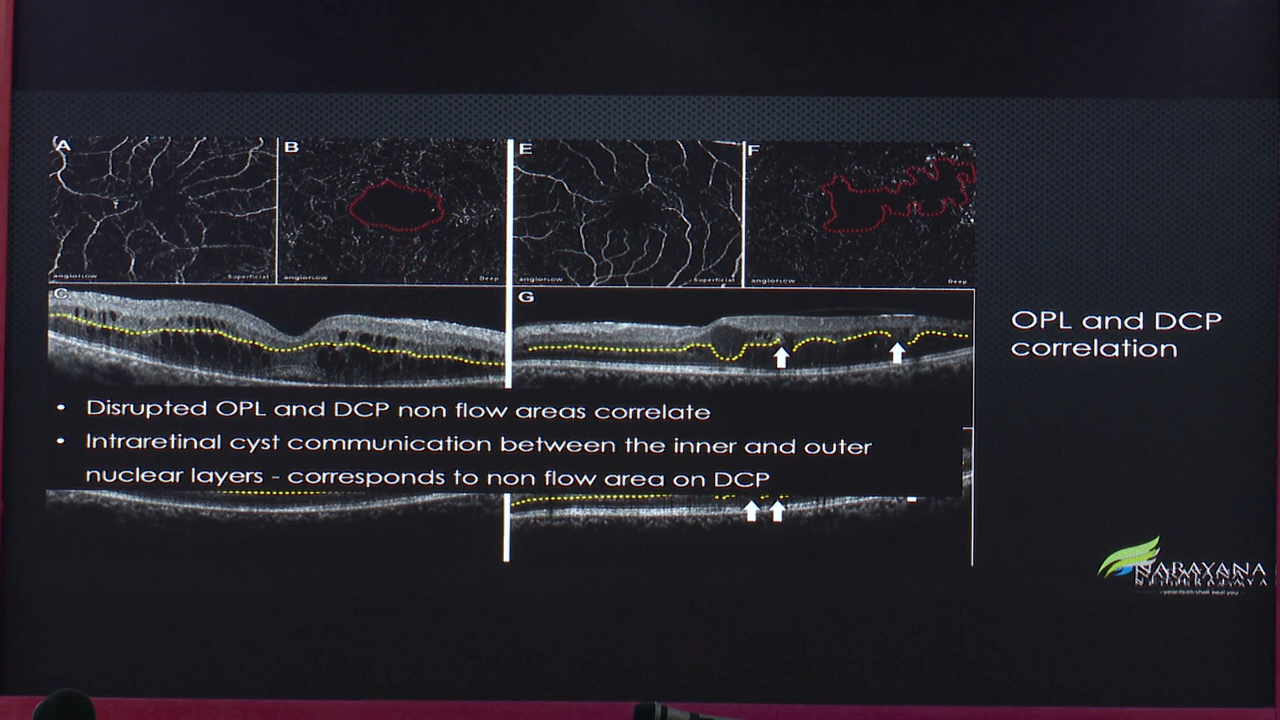 A
B
E
F
angioFLOW
Superficial
angioFLOW
Deep
angioFLOW
Superficial
angioFLOW
Deep
C
G
OPL and DCP
correlation
• Disrupted OPL and DCP non flow areas correlate
• Intraretinal cyst communication between the inner and outer
nuclear layers - corresponds to non flow area on DCP
NARAYANA